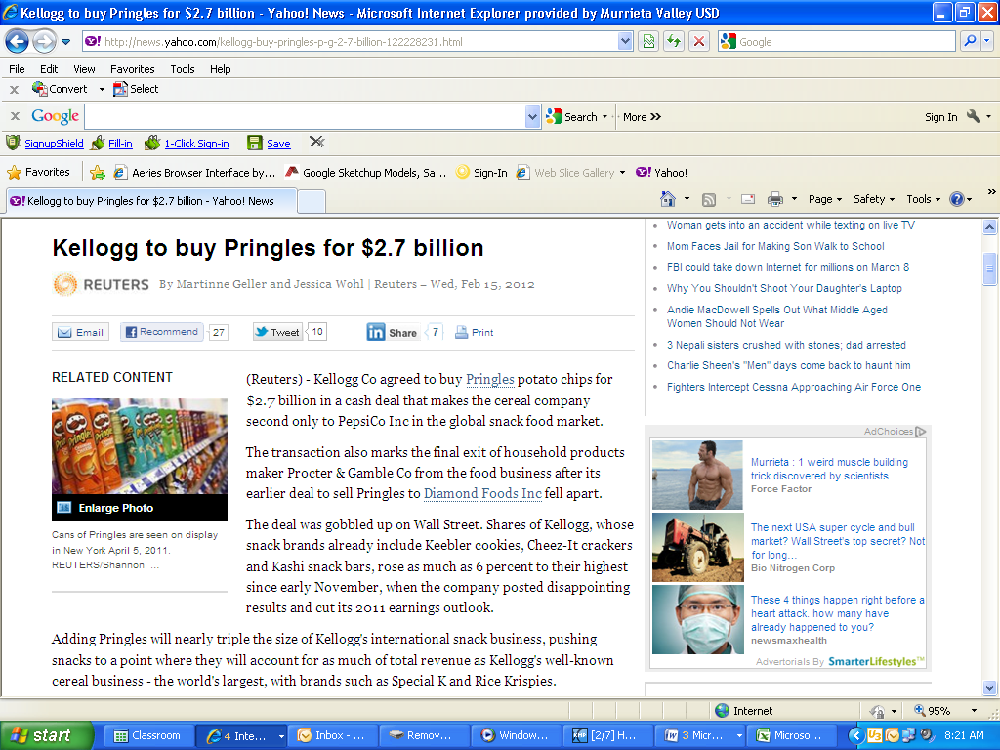 Kellogg to buy Pringles for $2.7 billion - Yahoo! News - Microsoft Internet Explorer provided by Murrieta Valley USD
http://news.yahoo.com/kellogg-buy-pringles-p-g-2-7-billion-122228231.html
Google
File Edit View Favorites Tools Help
x Convert Select
x Google Search More >> Sign In
SignupShield Fill-in 1-Click Sign-in Save
Favorites Aeries Browser Interface by... Google Sketchup Models, Sa... Sign-In Web Slice Gallery Yahoo!
Kellogg to buy Pringles for $2.7 billion - Yahoo! News Page Safety Tools >>
Kellogg to buy Pringles for $2.7 billion
REUTERS By Martinne Geller and Jessica Wohl | Reuters – Wed, Feb 15, 2012
Email Recommend 27 Tweet 10 in Share 7 Print
RELATED CONTENT
Pringles
Enlarge Photo
Cans of Pringles are seen on display
in New York April 5, 2011.
REUTERS/Shannon ...
(Reuters) - Kellogg Co agreed to buy Pringles potato chips for
$2.7 billion in a cash deal that makes the cereal company
second only to PepsiCo Inc in the global snack food market.
The transaction also marks the final exit of household products
maker Procter & Gamble Co from the food business after its
earlier deal to sell Pringles to Diamond Foods Inc fell apart.
The deal was gobbled up on Wall Street. Shares of Kellogg, whose
snack brands already include Keebler cookies, Cheez-It crackers
and Kashi snack bars, rose as much as 6 percent to their highest
since early November, when the company posted disappointing
results and cut its 2011 earnings outlook.
Adding Pringles will nearly triple the size of Kellogg's international snack business, pushing
snacks to a point where they will account for as much of total revenue as Kellogg's well-known
cereal business - the world's largest, with brands such as Special K and Rice Krispies.
Woman gets into an accident while texting on live TV
Mom Faces Jail for Making Son Walk to School
FBI could take down Internet for millions on March 8
Why You Shouldn't Shoot Your Daughter's Laptop
Andie MacDowell Spells Out What Middle Aged
Women Should Not Wear
3 Nepali sisters crushed with stones; dad arrested
Charlie Sheen's "Men" days come back to haunt him
Fighters Intercept Cessna Approaching Air Force One
AdChoices
Murrieta : 1 weird muscle building
trick discovered by scientists.
Force Factor
The next USA super cycle and bull
market? Wall Street's top secret? Not
for long...
Bio Nitrogen Corp
These 4 things happen right before a
heart attack. how many have
already happened to you?
newsmaxhealth
Advertorials By SmarterLifestyles™
Internet 95%
start Classroom 4 Inte... Inbox - ... Remov... Window... [2/7] H... 3 Micr... Microso... 8:21 AM